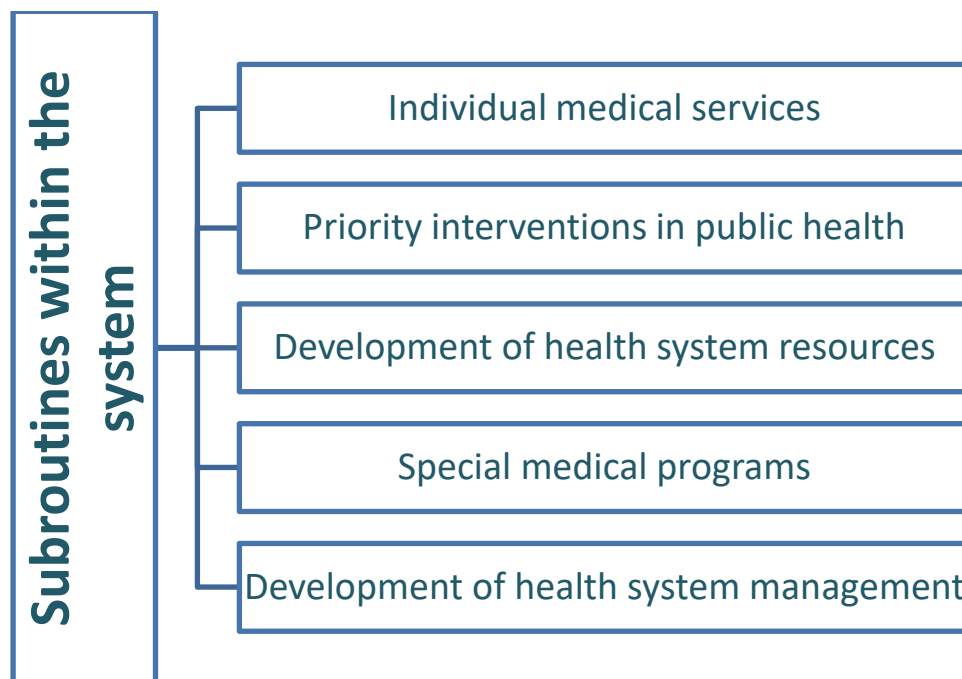 Subroutines within the
system
Individual medical services
Priority interventions in public health
Development of health system resources
Special medical programs
Development of health system management